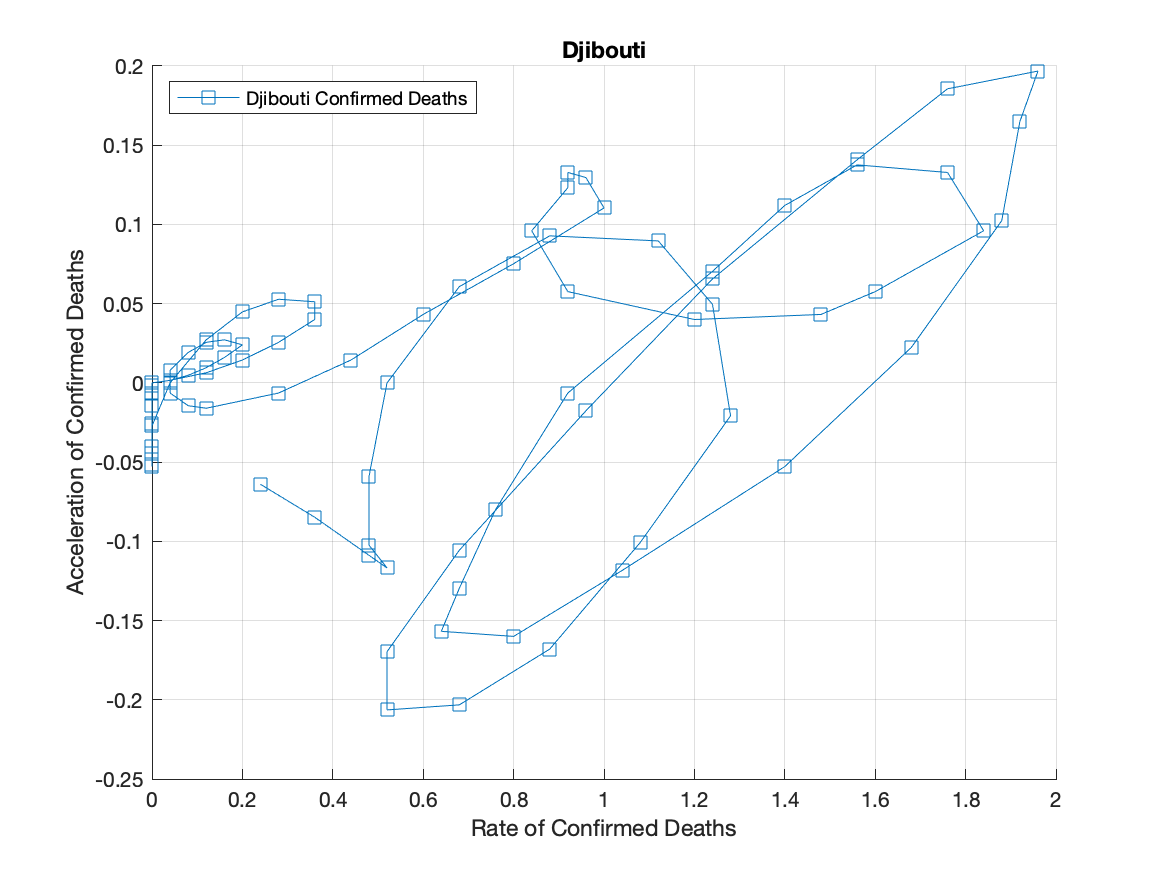 Djibouti
Djibouti Confirmed Deaths
0.2
0.15
0.1
0.05
0
-0.05
-0.1
-0.15
-0.2
-0.25
Acceleration of Confirmed Deaths
0 0.2 0.4 0.6 0.8 1 1.2 1.4 1.6 1.8 2
Rate of Confirmed Deaths